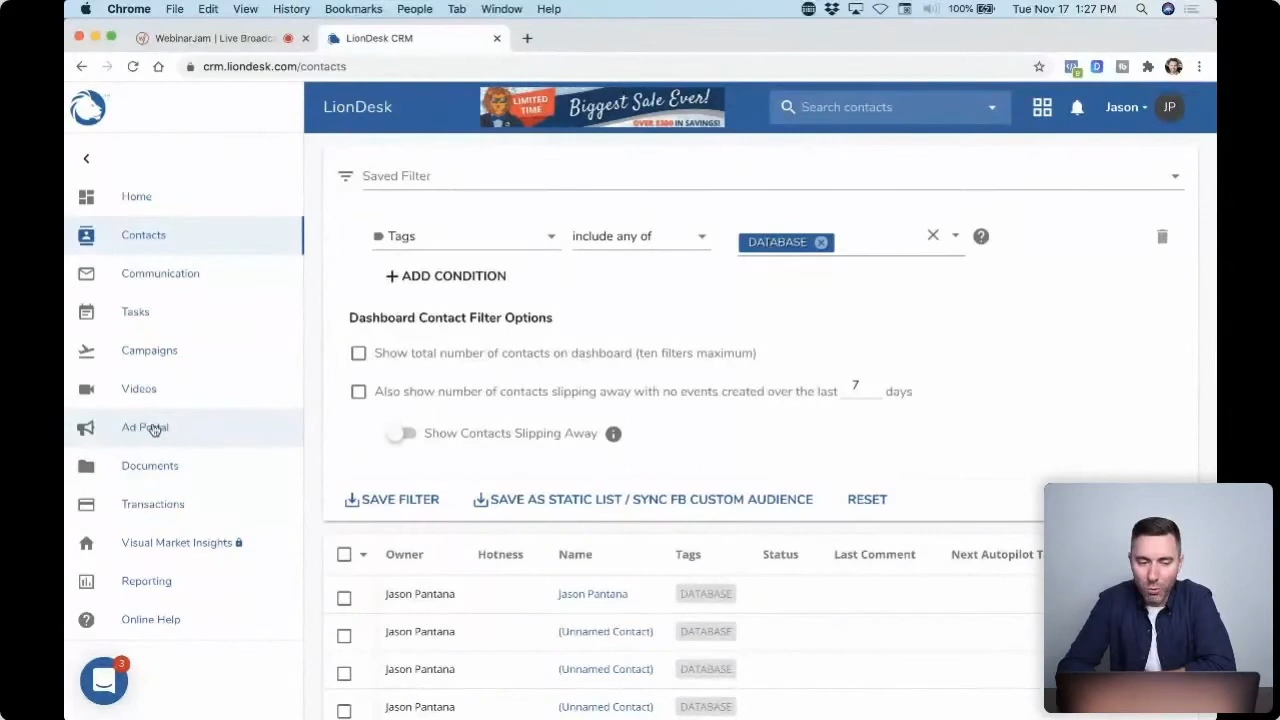 Chrome File Edit View History Bookmarks People Tab Window Help 100% Tue Nov 17 1:27 PM
WebinarJam | Live Broadc LionDesk CRM
crm.liondesk.com/contacts
LionDesk LIMITED TIME Biggest Sale Ever! OVER $300 IN SAVINGS! Search contacts Jason JP
Home
Contacts
Communication
Tasks
Campaigns
Videos
Ad Portal
Documents
Transactions
Visual Market Insights
Reporting
Online Help
3
Saved Filter
Tags include any of DATABASE
ADD CONDITION
Dashboard Contact Filter Options
Show total number of contacts on dashboard (ten filters maximum)
Also show number of contacts slipping away with no events created over the last 7 days
Show Contacts Slipping Away
SAVE FILTER SAVE AS STATIC LIST / SYNC FB CUSTOM AUDIENCE RESET
Owner Hotness Name Tags Status Last Comment Next Autopilot T
Jason Pantana Jason Pantana DATABASE
Jason Pantana (Unnamed Contact) DATABASE
Jason Pantana (Unnamed Contact) DATABASE
Jason Pantana (Unnamed Contact) DATABASE